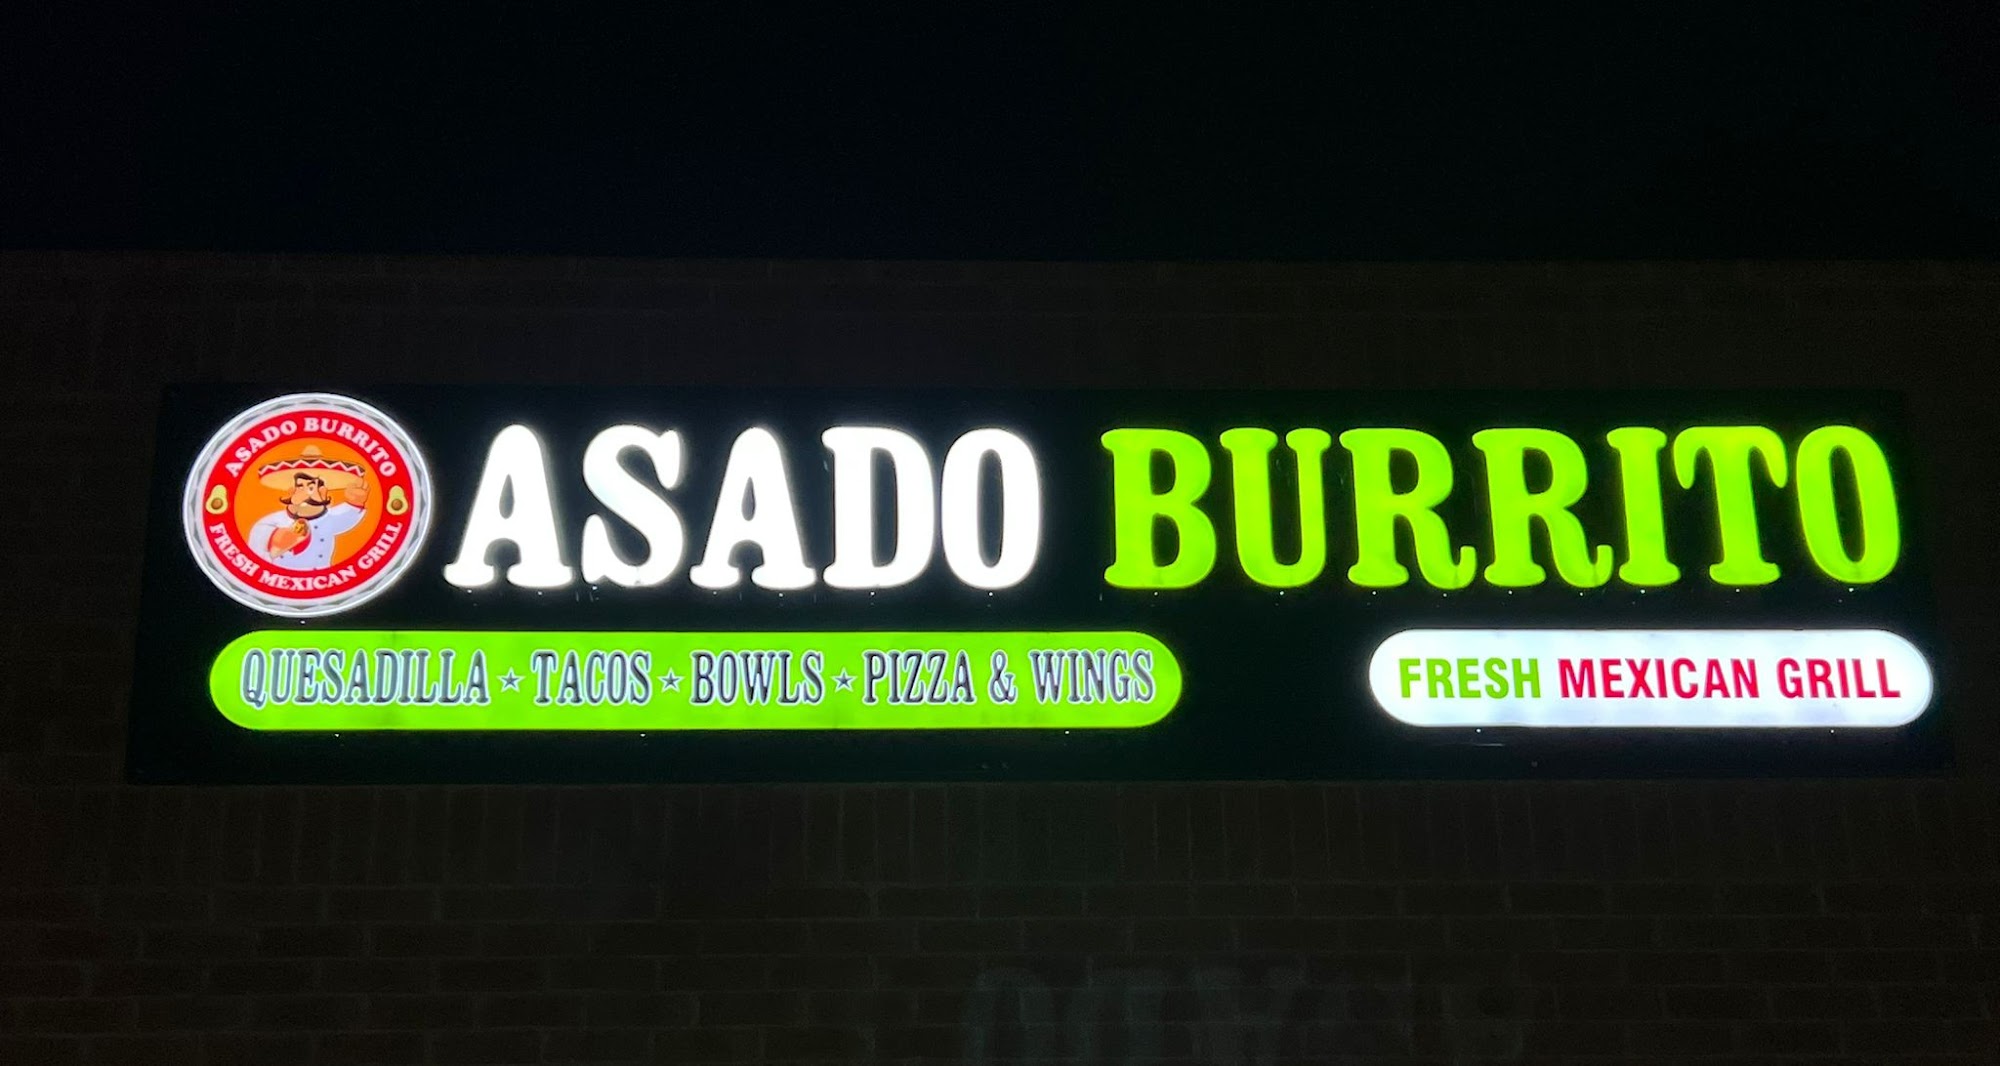 ASADO BURRITO
FRESH MEXICAN GRILL
ASADO BURRITO
QUESADILLA ★ TACOS ★ BOWLS ★ PIZZA & WINGS
FRESH MEXICAN GRILL